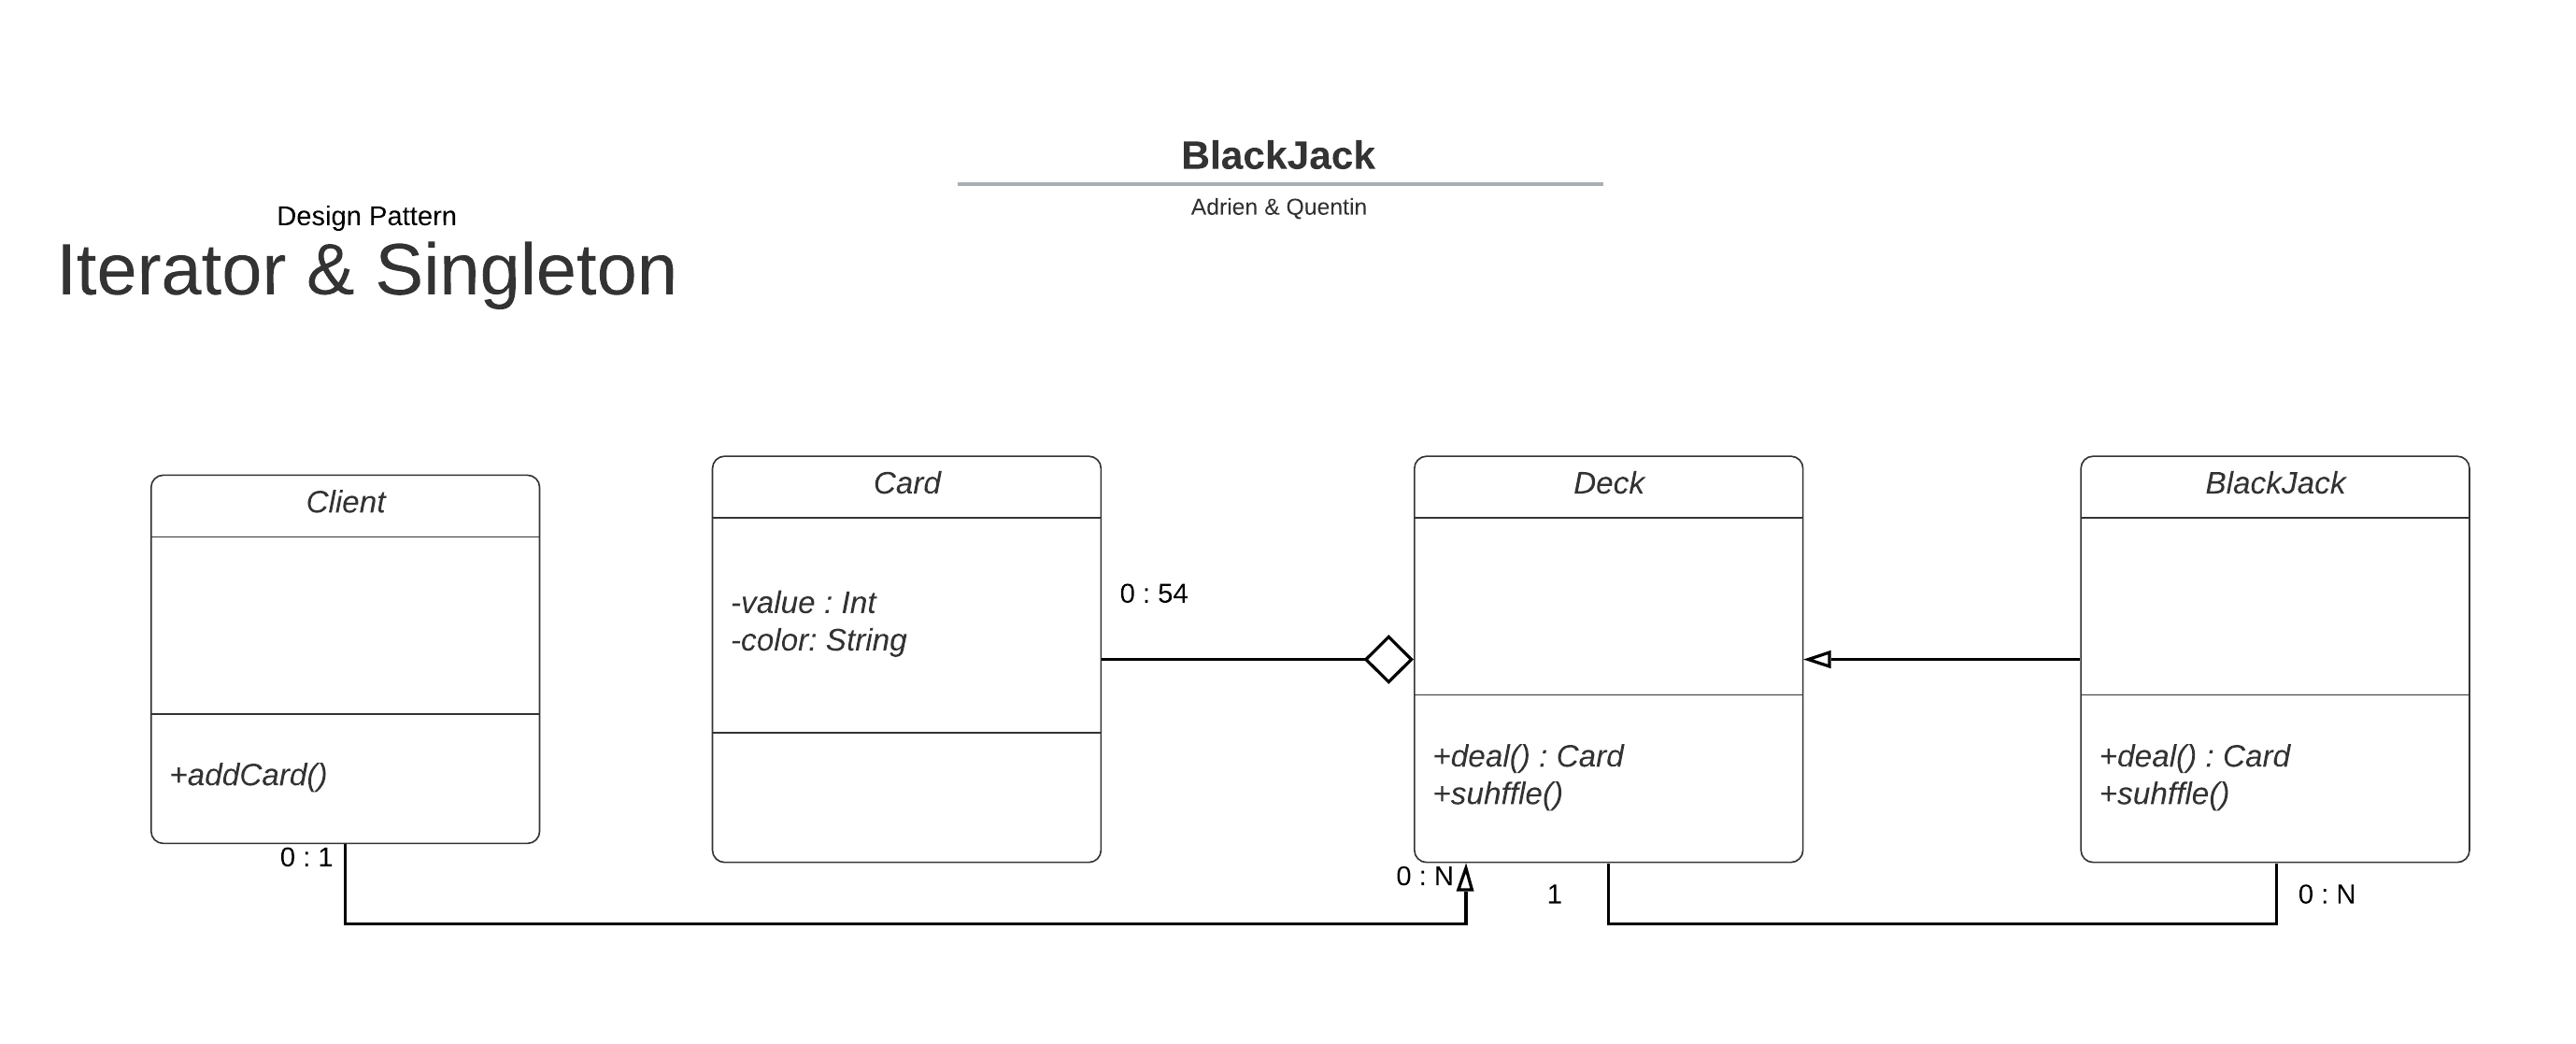 BlackJack
Adrien & Quentin
Design Pattern
Iterator & Singleton
Client
+addCard()
0 : 1
Card
-value : Int
-color: String
0 : 54
Deck
+deal() : Card
+suhffle()
0 : N
1
BlackJack
+deal() : Card
+suhffle()
0 : N